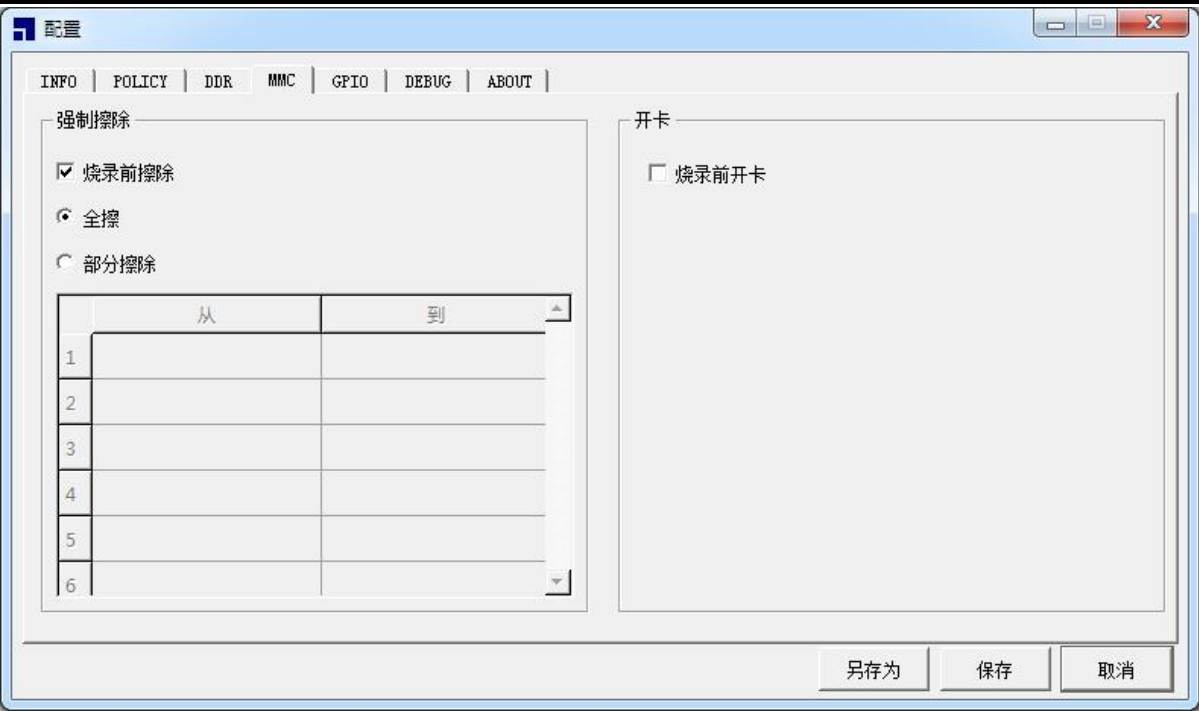 配置
INFO POLICY DDR MMC GPIO DEBUG ABOUT
强制擦除
烧录前擦除
全擦
部分擦除
从 到
1
2
3
4
5
6
开卡
烧录前开卡
另存为 保存 取消